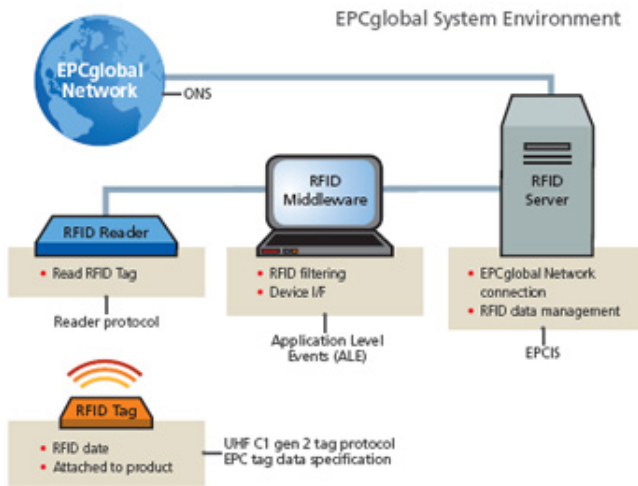 EPCglobal System Environment
EPCglobal
Network
ONS
RFID
Middleware
RFID
Server
RFID Reader
• Read RFID Tag
• RFID filtering
• Device I/F
• EPCglobal Network
connection
• RFID data management
Reader protocol
Application Level
Events (ALE)
EPCIS
RFID Tag
• RFID date
• Attached to product
UHF C1 gen 2 tag protocol
EPC tag data specification